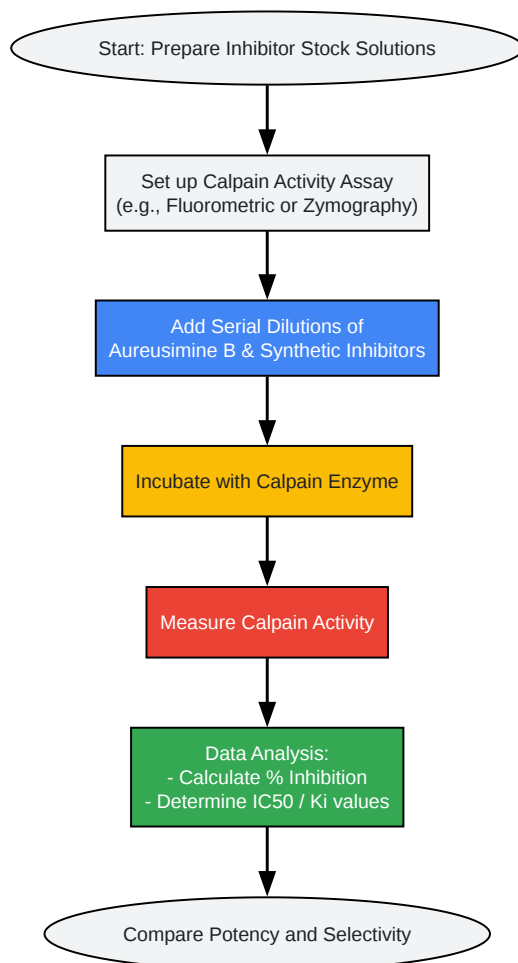 Start: Prepare Inhibitor Stock Solutions
Set up Calpain Activity Assay
(e.g., Fluorometric or Zymography)
Add Serial Dilutions of
Aureusimine B & Synthetic Inhibitors
Incubate with Calpain Enzyme
Measure Calpain Activity
Data Analysis:
- Calculate % Inhibition
- Determine IC50 / Ki values
Compare Potency and Selectivity